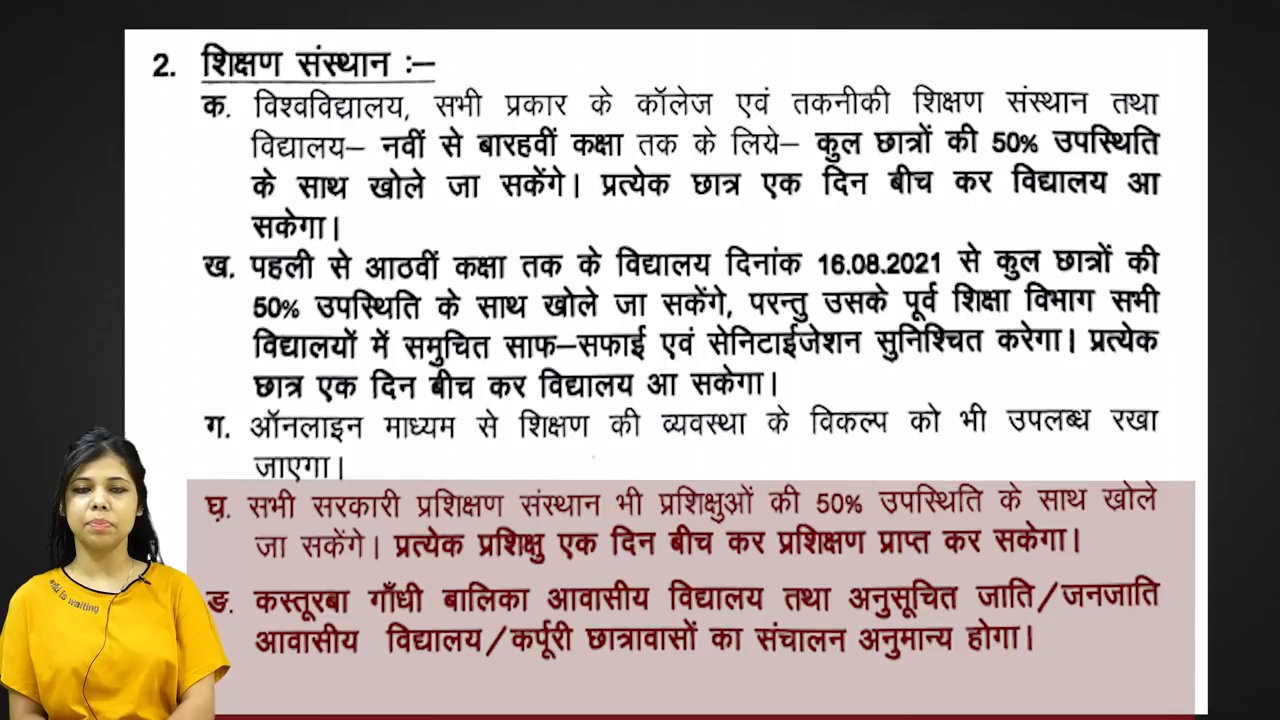 2. शिक्षण संस्थान :–
क. विश्वविद्यालय, सभी प्रकार के कॉलेज एवं तकनीकी शिक्षण संस्थान तथा
विद्यालय– नवीं से बारहवीं कक्षा तक के लिये– कुल छात्रों की 50% उपस्थिति
के साथ खोले जा सकेंगे। प्रत्येक छात्र एक दिन बीच कर विद्यालय आ
सकेगा।
ख. पहली से आठवीं कक्षा तक के विद्यालय दिनांक 16.08.2021 से कुल छात्रों की
50% उपस्थिति के साथ खोले जा सकेंगे, परन्तु उसके पूर्व शिक्षा विभाग सभी
विद्यालयों में समुचित साफ–सफाई एवं सेनिटाईजेशन सुनिश्चित करेगा। प्रत्येक
छात्र एक दिन बीच कर विद्यालय आ सकेगा।
ग. ऑनलाइन माध्यम से शिक्षण की व्यवस्था के विकल्प को भी उपलब्ध रखा
जाएगा।
घ. सभी सरकारी प्रशिक्षण संस्थान भी प्रशिक्षुओं की 50% उपस्थिति के साथ खोले
जा सकेंगे। प्रत्येक प्रशिक्षु एक दिन बीच कर प्रशिक्षण प्राप्त कर सकेगा।
ङ. कस्तूरबा गाँधी बालिका आवासीय विद्यालय तथा अनुसूचित जाति/जनजाति
आवासीय विद्यालय/कर्पूरी छात्रावासों का संचालन अनुमान्य होगा।
is waiting